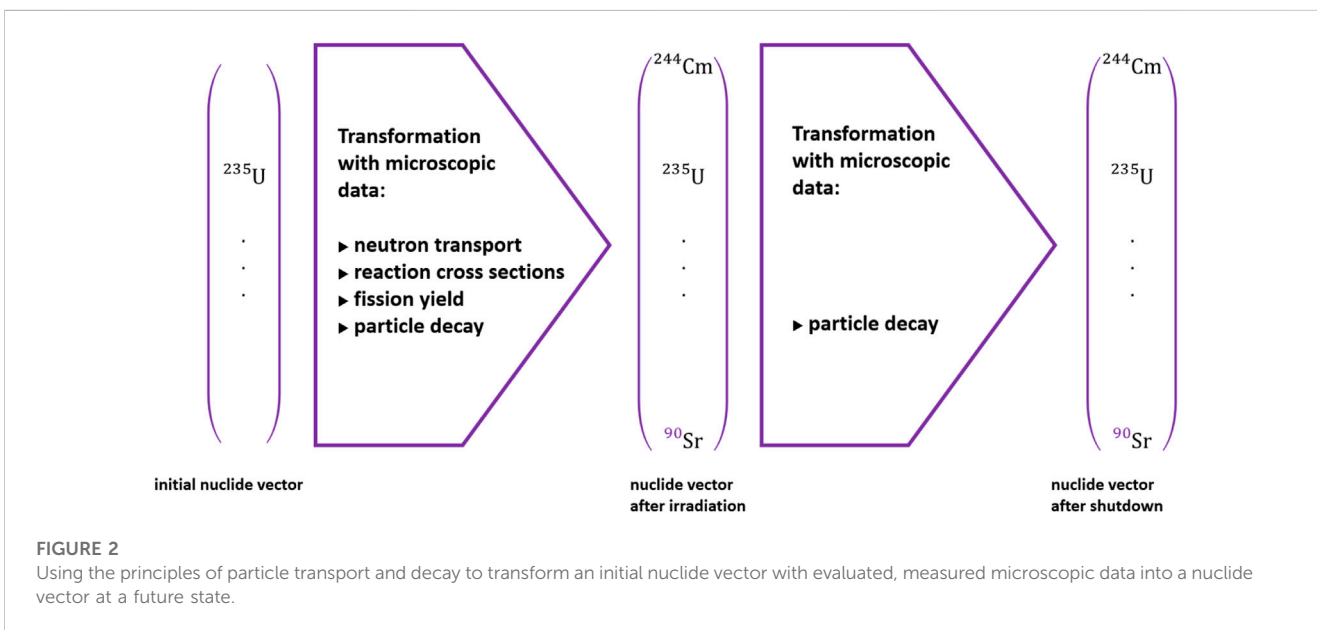 ²³⁵U
.
.
.
initial nuclide vector
Transformation
with microscopic
data:
▸ neutron transport
▸ reaction cross sections
▸ fission yield
▸ particle decay
²⁴⁴Cm
²³⁵U
.
.
.
⁹⁰Sr
nuclide vector
after irradiation
Transformation
with microscopic
data:
▸ particle decay
²⁴⁴Cm
²³⁵U
.
.
.
⁹⁰Sr
nuclide vector
after shutdown
FIGURE 2
Using the principles of particle transport and decay to transform an initial nuclide vector with evaluated, measured microscopic data into a nuclide
vector at a future state.